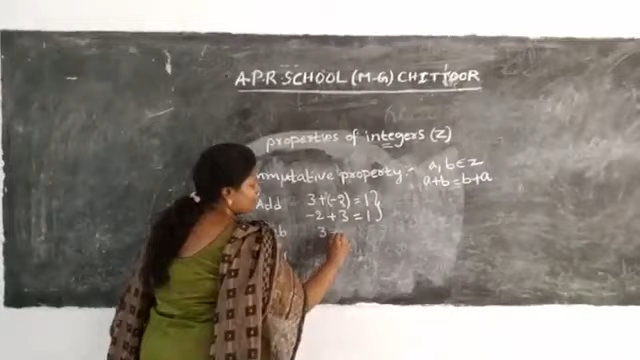 A.P.R. SCHOOL (M-G) CHITTOOR
properties of integers (Z)
mmutative property :- a, b ∈ Z
a+b = b+a
Add 3+(-2) = 1
-2+3 = 1
b 3